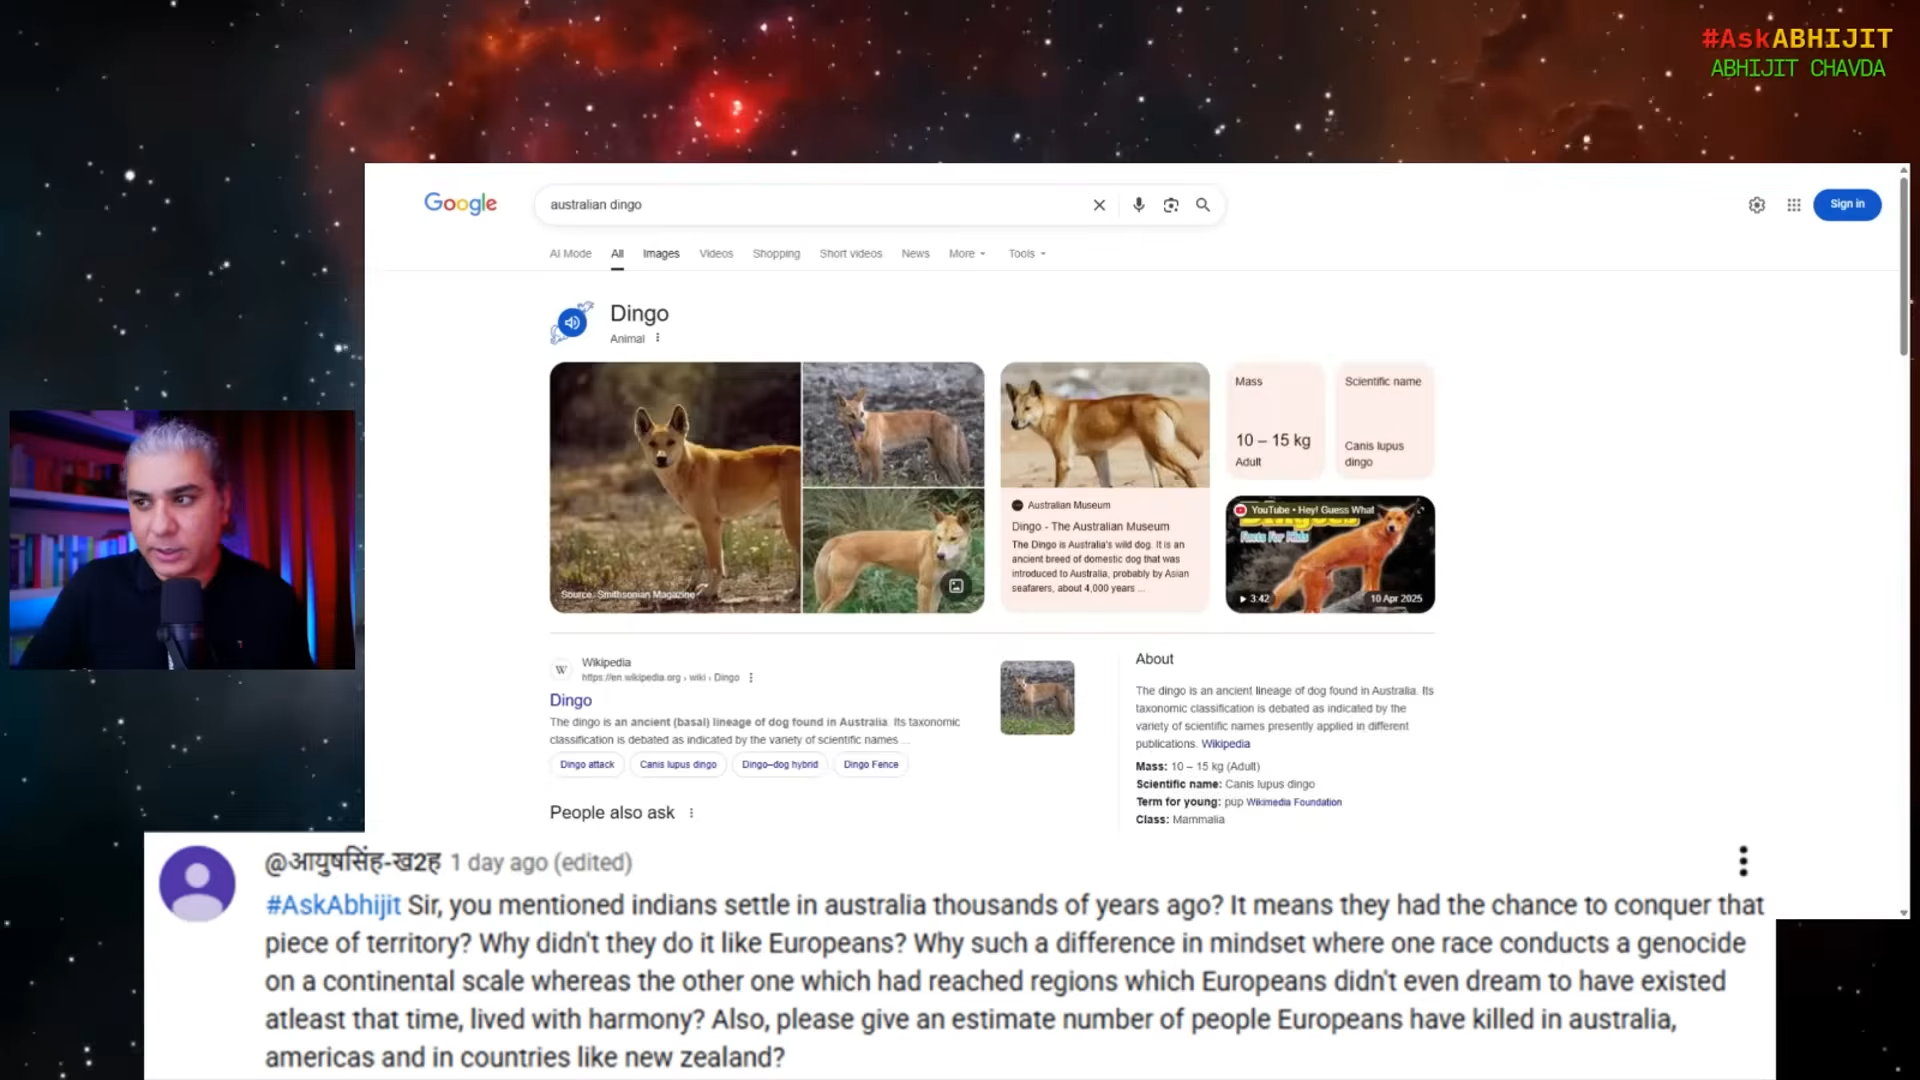 #AskABHIJIT
ABHIJIT CHAVDA
Google
australian dingo
Sign in
AI Mode All Images Videos Shopping Short videos News More Tools
Dingo
Animal
Source: Smithsonian Magazine
Australian Museum
Dingo - The Australian Museum
The Dingo is Australia's wild dog. It is an
ancient breed of domestic dog that was
introduced to Australia, probably by Asian
seafarers, about 4,000 years ...
Mass
10 – 15 kg
Adult
Scientific name
Canis lupus
dingo
YouTube • Hey! Guess What
Facts For Kids
3:42
10 Apr 2025
Wikipedia
https://en.wikipedia.org › wiki › Dingo
Dingo
The dingo is an ancient (basal) lineage of dog found in Australia. Its taxonomic
classification is debated as indicated by the variety of scientific names ...
Dingo attack Canis lupus dingo Dingo–dog hybrid Dingo Fence
People also ask
About
The dingo is an ancient lineage of dog found in Australia. Its
taxonomic classification is debated as indicated by the
variety of scientific names presently applied in different
publications. Wikipedia
Mass: 10 – 15 kg (Adult)
Scientific name: Canis lupus dingo
Term for young: pup Wikimedia Foundation
Class: Mammalia
@आयुषसिंह-ख2ह 1 day ago (edited)
#AskAbhijit Sir, you mentioned indians settle in australia thousands of years ago? It means they had the chance to conquer that
piece of territory? Why didn't they do it like Europeans? Why such a difference in mindset where one race conducts a genocide
on a continental scale whereas the other one which had reached regions which Europeans didn't even dream to have existed
atleast that time, lived with harmony? Also, please give an estimate number of people Europeans have killed in australia,
americas and in countries like new zealand?